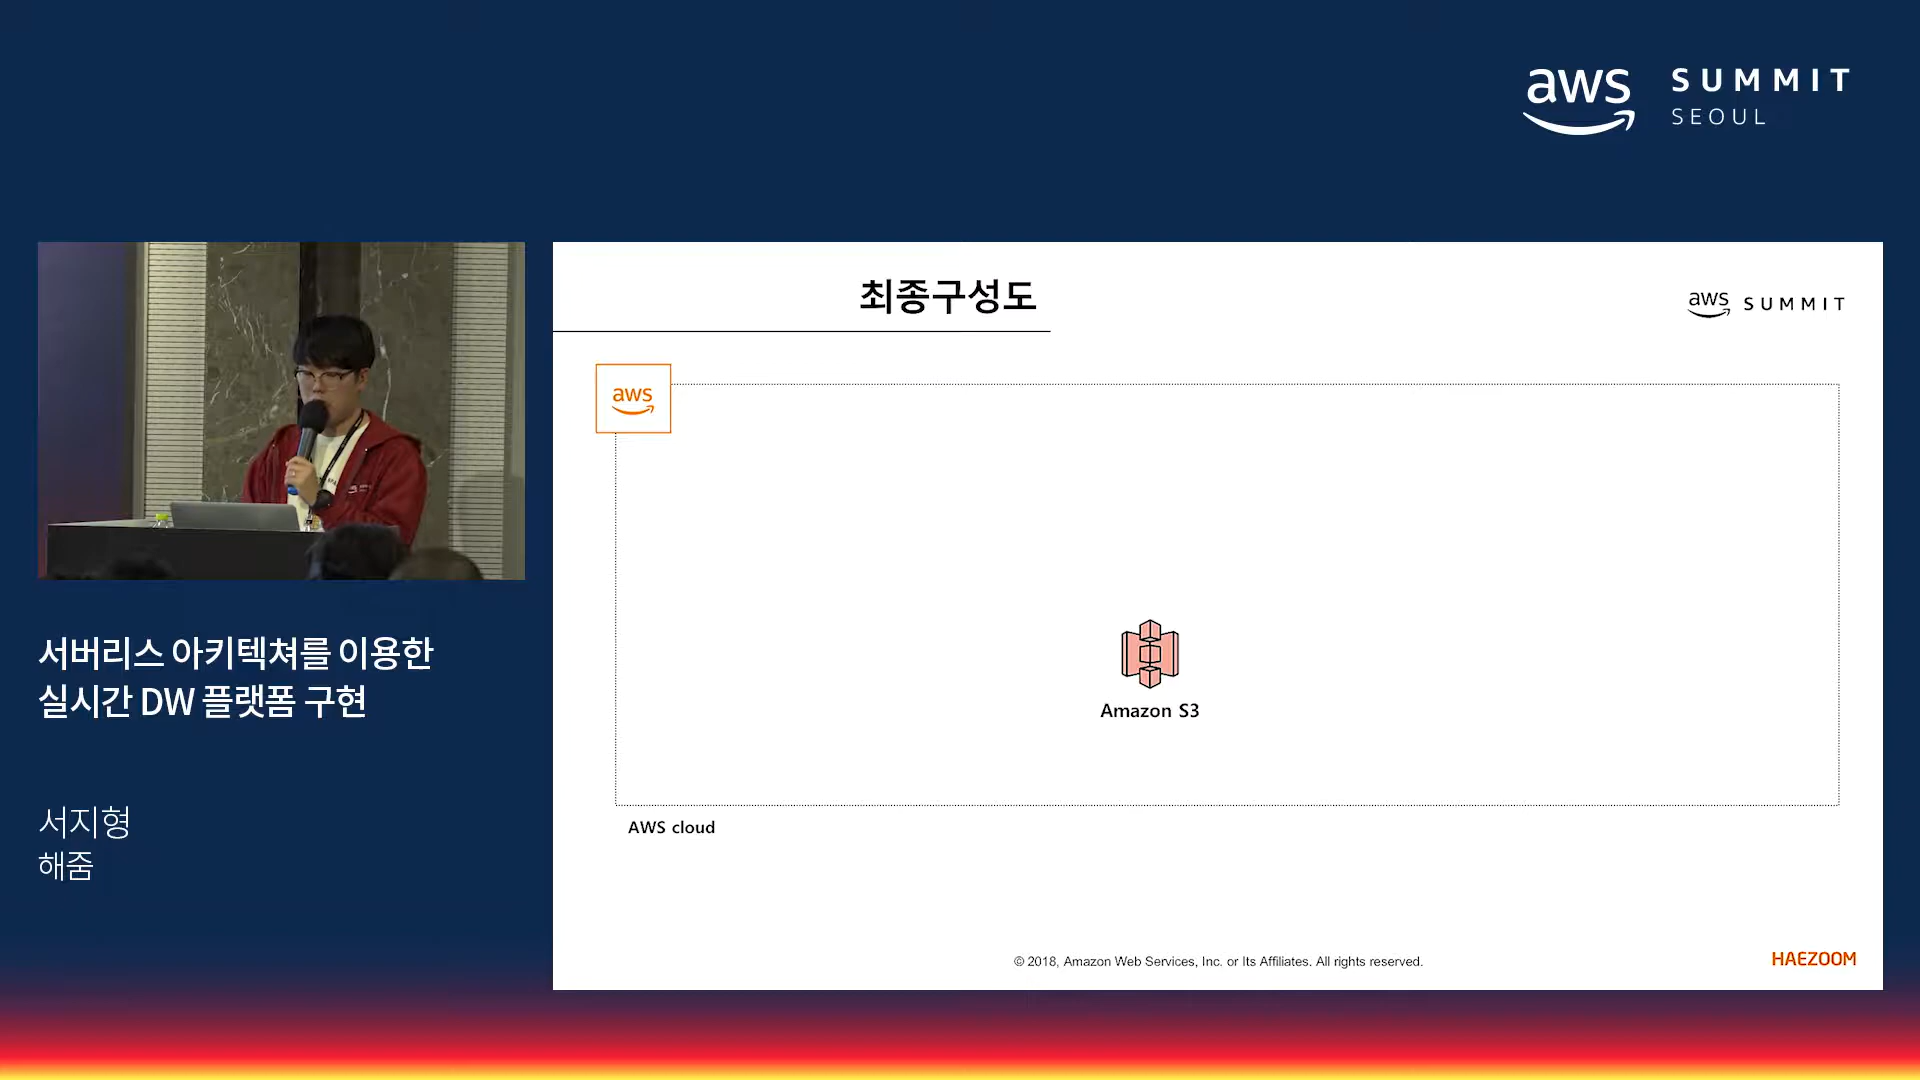 aws SUMMIT
SEOUL
최종구성도
aws SUMMIT
aws
Amazon S3
AWS cloud
© 2018, Amazon Web Services, Inc. or Its Affiliates. All rights reserved.
HAEZOOM
서버리스 아키텍쳐를 이용한
실시간 DW 플랫폼 구현
서지형
해줌